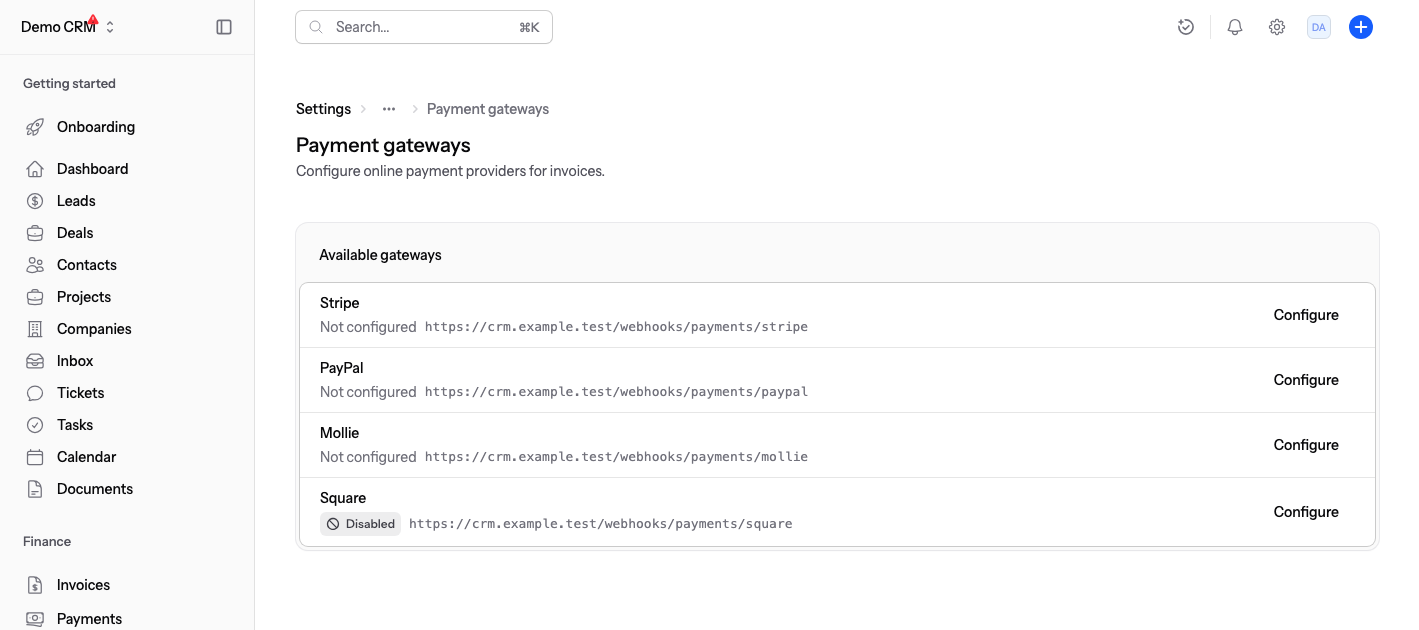 Demo CRM
Search...
⌘K
DA
Getting started
Onboarding
Dashboard
Leads
Deals
Contacts
Projects
Companies
Inbox
Tickets
Tasks
Calendar
Documents
Finance
Invoices
Payments
Settings
Payment gateways
Payment gateways
Configure online payment providers for invoices.
Available gateways
Stripe
Not configured https://crm.example.test/webhooks/payments/stripe
Configure
PayPal
Not configured https://crm.example.test/webhooks/payments/paypal
Configure
Mollie
Not configured https://crm.example.test/webhooks/payments/mollie
Configure
Square
Disabled https://crm.example.test/webhooks/payments/square
Configure